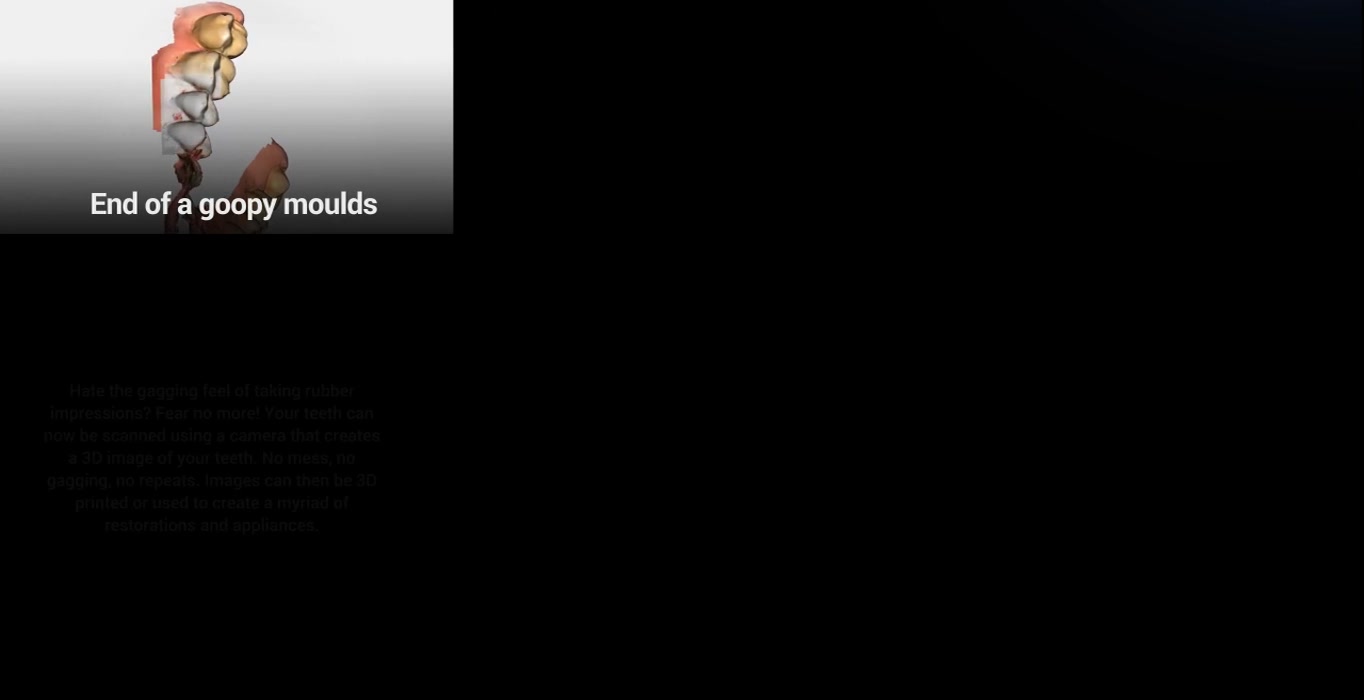 End of a goopy moulds
Hate the gagging feel of taking rubber
impressions? Fear no more! Your teeth can
now be scanned using a camera that creates
a 3D image of your teeth. No mess, no
gagging, no repeats. Images can then be 3D
printed or used to create a myriad of
restorations and appliances.